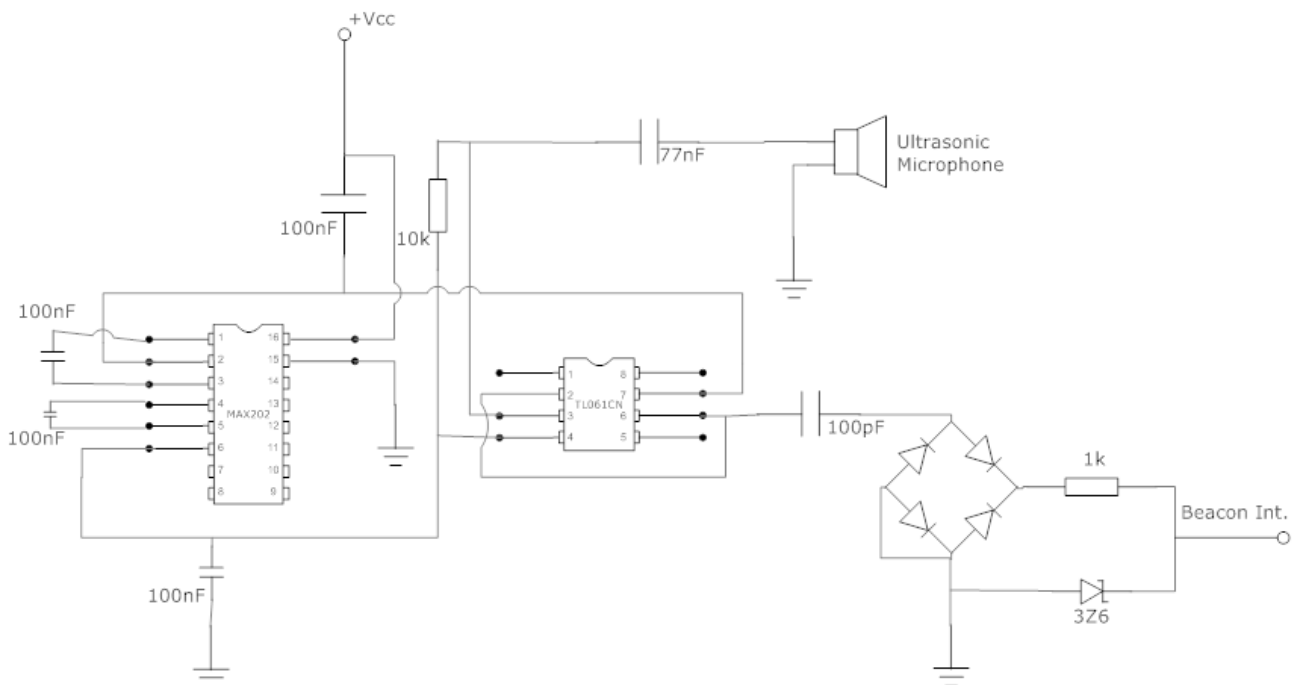 +Vcc
Ultrasonic
Microphone
77nF
100nF
10k
100nF
1
16
2
15
3
14
4
13
MAX202
5
12
6
11
7
10
8
9
100nF
1
8
2
7
TL061CN
3
6
4
5
100pF
1k
Beacon Int.
3Z6
100nF